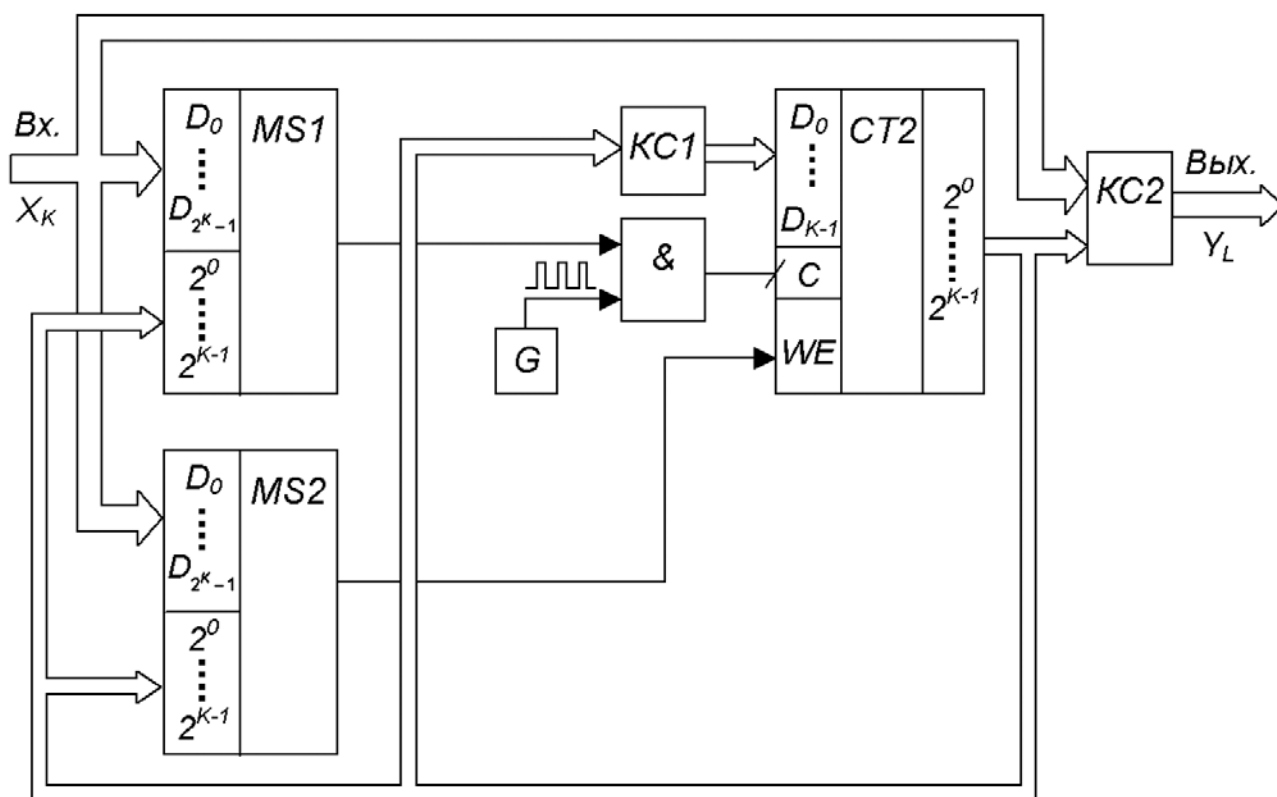 Вх.
X_K
D_0
D_{2^K-1}
2^0
2^{K-1}
MS1
D_0
D_{2^K-1}
2^0
2^{K-1}
MS2
КС1
&
G
D_0
D_{K-1}
C
WE
CT2
2^0
2^{K-1}
КС2
Вых.
Y_L